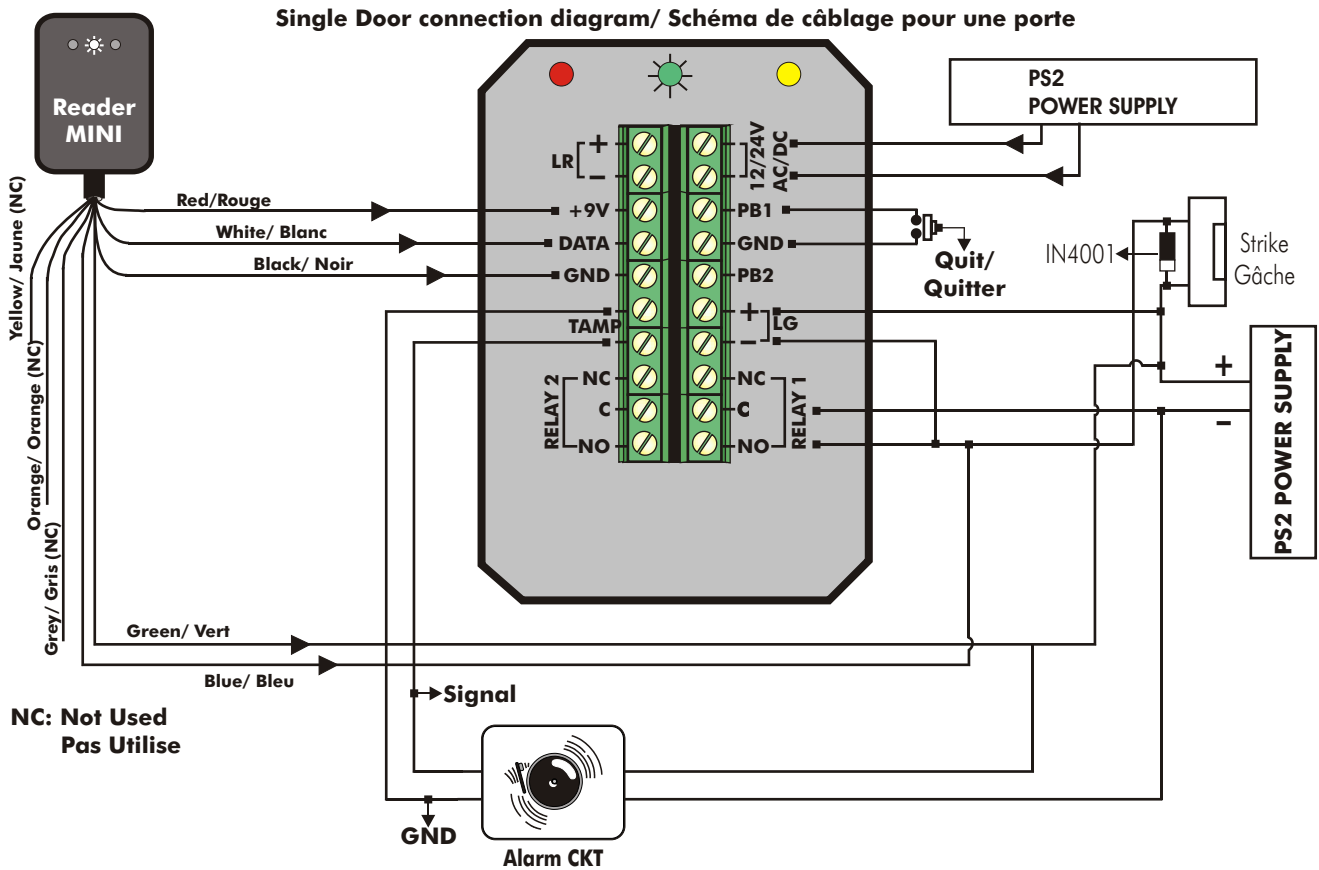 Single Door connection diagram/ Schéma de câblage pour une porte
Reader
MINI
PS2
POWER SUPPLY
LR
+
–
+9V
DATA
GND
TAMP
RELAY 2
NC
C
NO
12/24V
AC/DC
PB1
GND
PB2
+
–
LG
NC
C
NO
RELAY 1
Red/Rouge
White/ Blanc
Black/ Noir
Yellow/ Jaune (NC)
Orange/ Orange (NC)
Grey/ Gris (NC)
Quit/
Quitter
IN4001
Strike
Gâche
+
–
PS2 POWER SUPPLY
Green/ Vert
Blue/ Bleu
NC: Not Used
Pas Utilise
Signal
GND
Alarm CKT